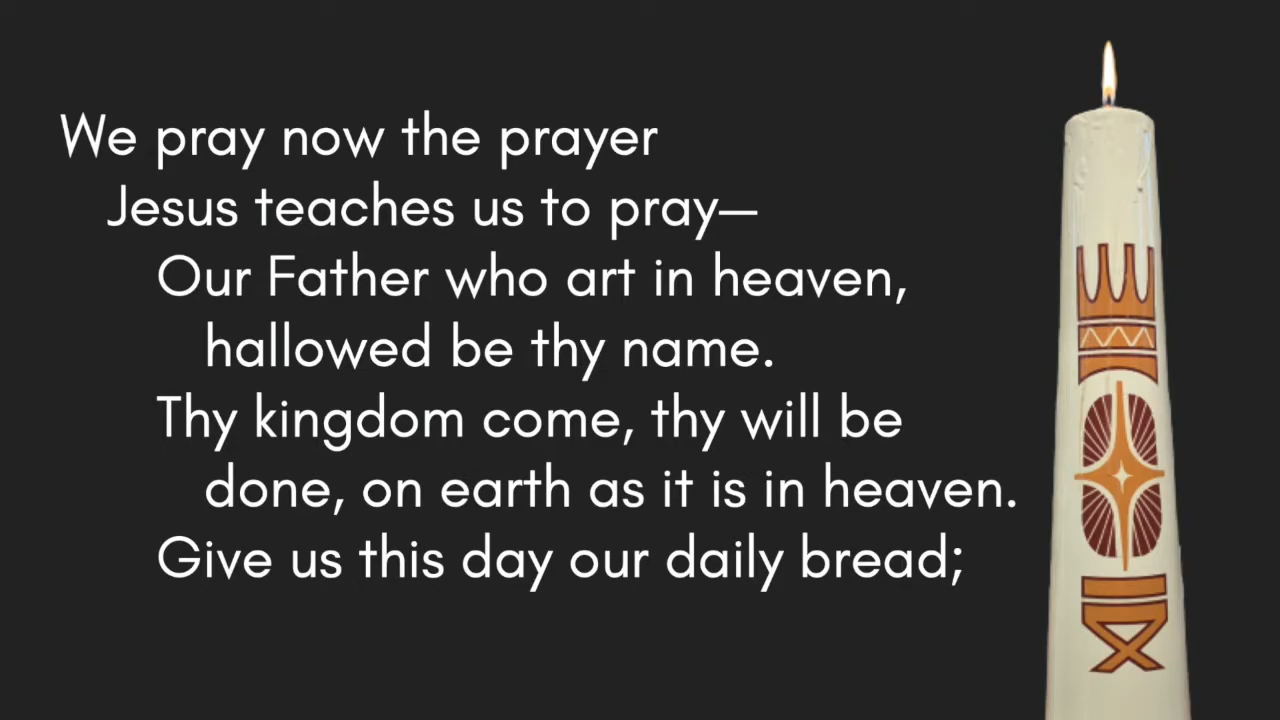 We pray now the prayer
Jesus teaches us to pray—
Our Father who art in heaven,
hallowed be thy name.
Thy kingdom come, thy will be
done, on earth as it is in heaven.
Give us this day our daily bread;